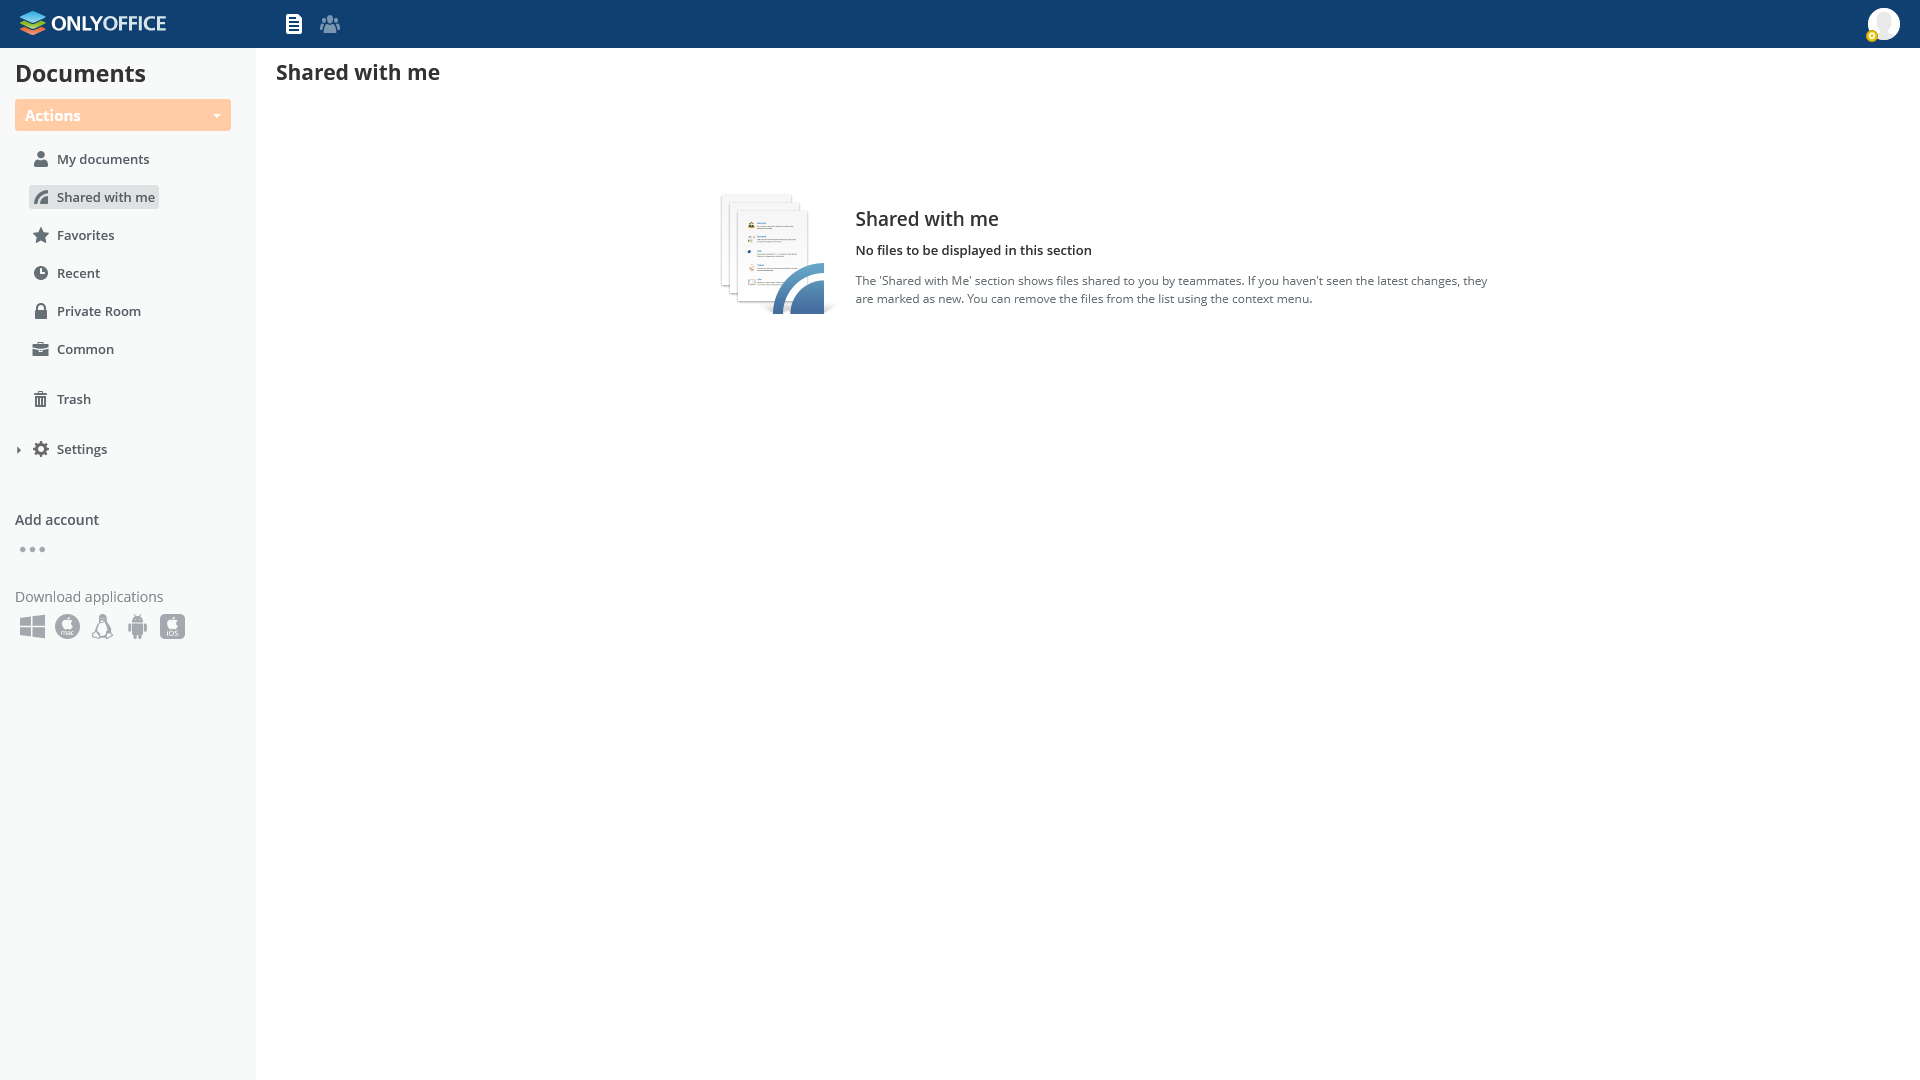 ONLYOFFICE
Documents
Actions
My documents
Shared with me
Favorites
Recent
Private Room
Common
Trash
Settings
Add account
Download applications
mac
iOS
Shared with me
Shared with me
No files to be displayed in this section
The 'Shared with Me' section shows files shared to you by teammates. If you haven't seen the latest changes, they
are marked as new. You can remove the files from the list using the context menu.